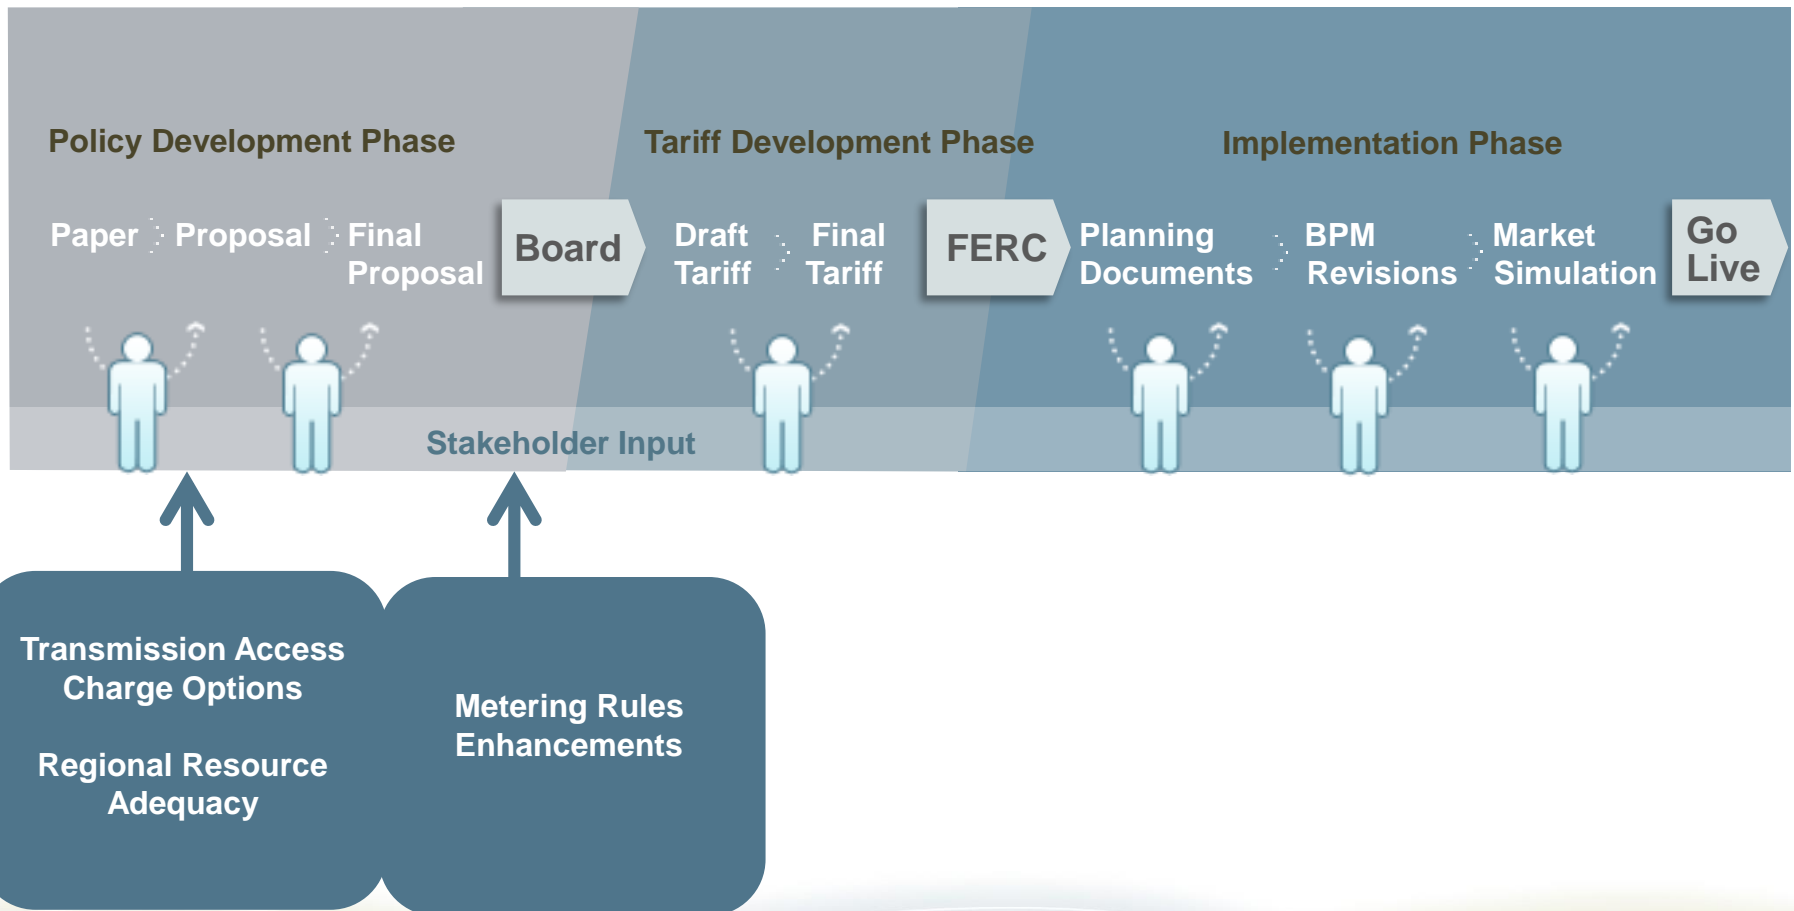 Policy Development Phase
Tariff Development Phase
Implementation Phase
Paper
Proposal
Final
Proposal
Board
Draft
Tariff
Final
Tariff
FERC
Planning
Documents
BPM
Revisions
Market
Simulation
Go
Live
Stakeholder Input
Transmission Access
Charge Options
Regional Resource
Adequacy
Metering Rules
Enhancements